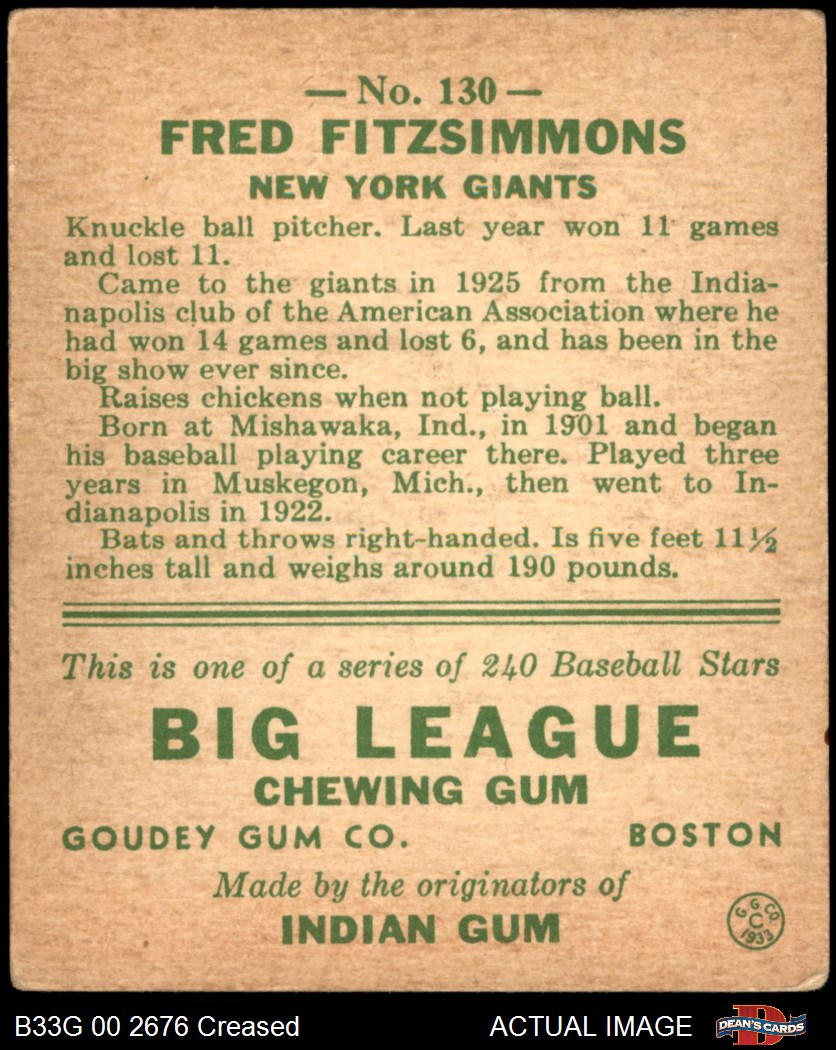 — No. 130 —
FRED FITZSIMMONS
NEW YORK GIANTS
Knuckle ball pitcher. Last year won 11 games
and lost 11.
Came to the giants in 1925 from the India-
napolis club of the American Association where he
had won 14 games and lost 6, and has been in the
big show ever since.
Raises chickens when not playing ball.
Born at Mishawaka, Ind., in 1901 and began
his baseball playing career there. Played three
years in Muskegon, Mich., then went to In-
dianapolis in 1922.
Bats and throws right-handed. Is five feet 11½
inches tall and weighs around 190 pounds.
This is one of a series of 240 Baseball Stars
BIG LEAGUE
CHEWING GUM
GOUDEY GUM CO. BOSTON
Made by the originators of
INDIAN GUM
G. G. CO.
C
1933
B33G 00 2676 Creased ACTUAL IMAGE D DEAN'S CARDS